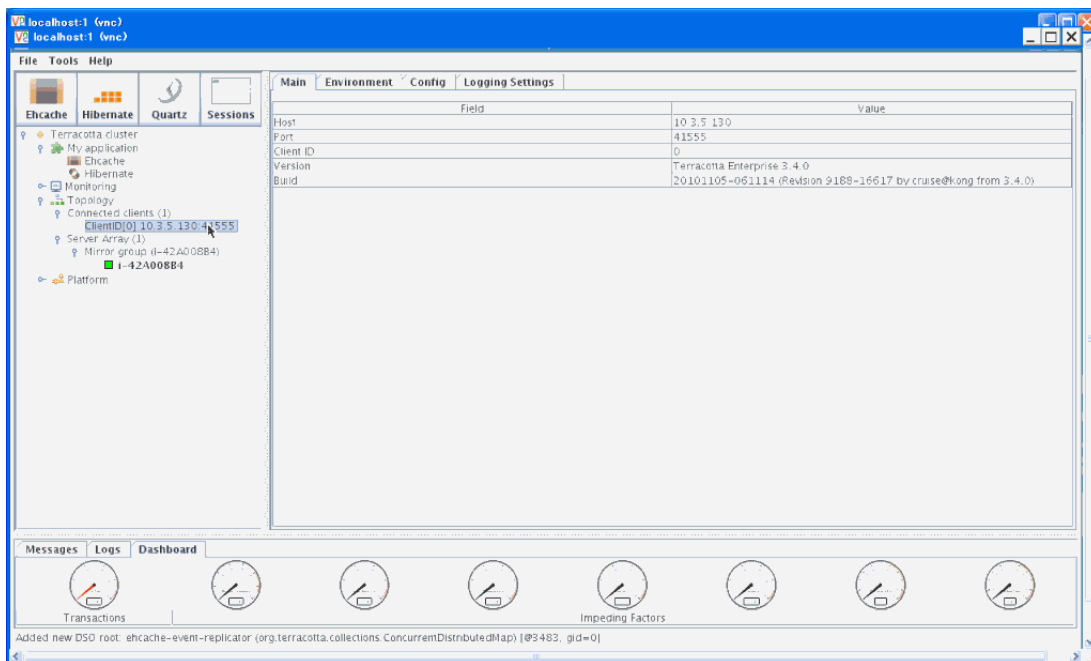 localhost:1 (vnc)
localhost:1 (vnc)
File Tools Help
Ehcache Hibernate Quartz Sessions
Terracotta cluster
My application
Ehcache
Hibernate
Monitoring
Topology
Connected clients (1)
ClientID[0] 10.3.5.130:41555
Server Array (1)
Mirror group (i-42A008B4)
i-42A008B4
Platform
Main Environment Config Logging Settings
Field Value
Host 10.3.5.130
Port 41555
Client ID 0
Version Terracotta Enterprise 3.4.0
Build 20101105-061114 (Revision 9188-16617 by cruise@kong from 3.4.0)
Messages Logs Dashboard
Transactions Impeding Factors
Added new DSO root: ehcache-event-replicator (org.terracotta.collections.ConcurrentDistributedMap) [@3483, gid=0]